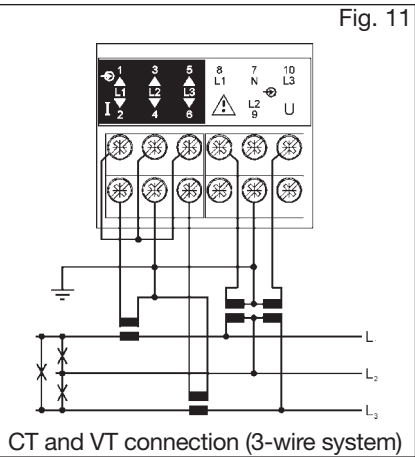 Fig. 11
1 3 5 8 7 10
L1 N L3
L1 L2 L3
I 2 4 6 L2 9 U
L
L2
L3
CT and VT connection (3-wire system)